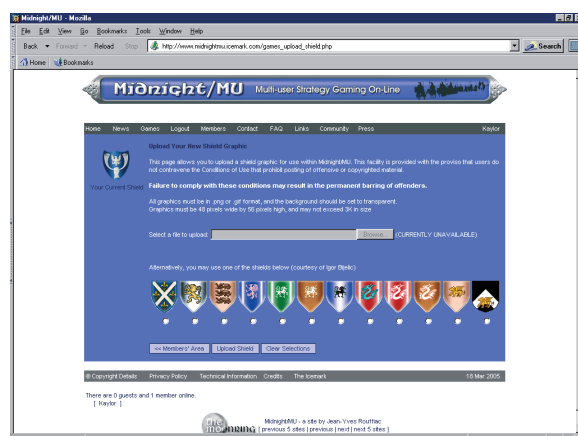 Midnight/MU - Mozilla
File Edit View Go Bookmarks Tools Window Help
Back Forward Reload Stop http://www.midnightmu.icemark.com/games_upload_shield.php Search
Home Bookmarks
Midnight/MU Multi-user Strategy Gaming On-Line
Home News Games Logout Members Contact FAQ Links Community Press Kaylor
Upload Your New Shield Graphic
This page allows you to upload a shield graphic for use within Midnight/MU. This facility is provided with the proviso that users do
not contravene the Conditions of Use that prohibit posting of offensive or copyrighted material.
Your Current Shield
Failure to comply with these conditions may result in the permanent barring of offenders.
All graphics must be in .png or .gif format, and the background should be set to transparent.
Graphics must be 48 pixels wide by 56 pixels high, and may not exceed 3K in size
Select a file to upload: Browse... (CURRENTLY UNAVAILABLE)
Alternatively, you may use one of the shields below (courtesy of Igor Bjelic)
<< Members' Area Upload Shield Clear Selections
© Copyright Details Privacy Policy Technical Information Credits The Icemark 18 Mar 2005
There are 0 guests and 1 member online.
[ Kaylor ]
the midnight MRING
Midnight/MU - a site by Jean-Yves Rouffiac
[ previous 5 sites | previous | next | next 5 sites ]